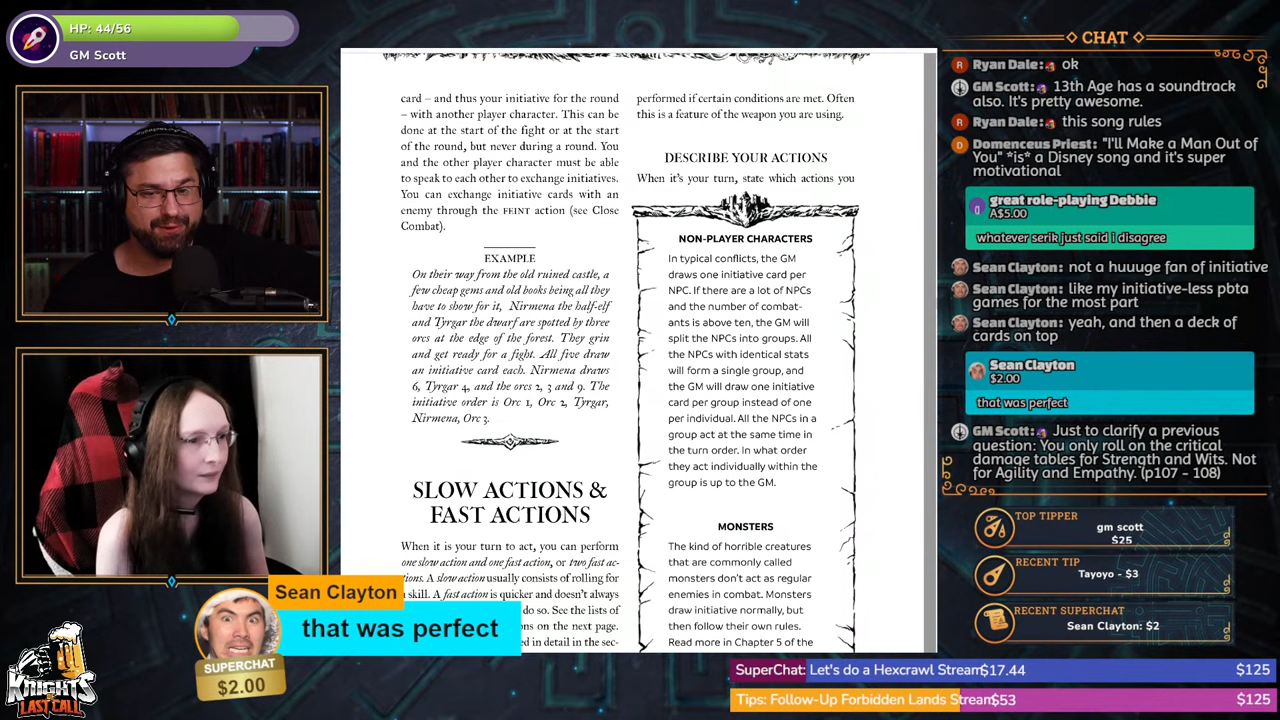 HP: 44/56
GM Scott
card – and thus your initiative for the round
– with another player character. This can be
done at the start of the fight or at the start
of the round, but never during a round. You
and the other player character must be able
to speak to each other to exchange initiatives.
You can exchange initiative cards with an
enemy through the FEINT action (see Close
Combat).
EXAMPLE
On their way from the old ruined castle, a
few cheap gems and old books being all they
have to show for it, Nirmena the half-elf
and Tyrgar the dwarf are spotted by three
orcs at the edge of the forest. They grin
and get ready for a fight. All five draw
an initiative card each. Nirmena draws
6, Tyrgar 4, and the orcs 2, 3 and 9. The
initiative order is Orc 1, Orc 2, Tyrgar,
Nirmena, Orc 3.
SLOW ACTIONS &
FAST ACTIONS
When it is your turn to act, you can perform
one slow action and one fast action, or two fast ac-
tions. A slow action usually consists of rolling for
skill. A fast action is quicker and doesn't always
do so. See the lists of
ons on the next page.
ed in detail in the sec-
performed if certain conditions are met. Often
this is a feature of the weapon you are using.
DESCRIBE YOUR ACTIONS
When it's your turn, state which actions you
NON-PLAYER CHARACTERS
In typical conflicts, the GM
draws one initiative card per
NPC. If there are a lot of NPCs
and the number of combat-
ants is above ten, the GM will
split the NPCs into groups. All
the NPCs with identical stats
will form a single group, and
the GM will draw one initiative
card per group instead of one
per individual. All the NPCs in a
group act at the same time in
the turn order. In what order
they act individually within the
group is up to the GM.
MONSTERS
The kind of horrible creatures
that are commonly called
monsters don't act as regular
enemies in combat. Monsters
draw initiative normally, but
then follow their own rules.
Read more in Chapter 5 of the
CHAT
R Ryan Dale: ok
GM Scott: 13th Age has a soundtrack
also. It's pretty awesome.
R Ryan Dale: this song rules
D Domenceus Priest: "I'll Make a Man Out of
You" *is* a Disney song and it's super
motivational
great role-playing Debbie
A$5.00
whatever serik just said i disagree
Sean Clayton: not a huuuge fan of initiative
Sean Clayton: like my initiative-less pbta
games for the most part
Sean Clayton: yeah, and then a deck of
cards on top
Sean Clayton
$2.00
that was perfect
GM Scott: Just to clarify a previous
question: You only roll on the critical
damage tables for Strength and Wits. Not
for Agility and Empathy. (p107 - 108)
TOP TIPPER
gm scott
$25
RECENT TIP
Tayoyo - $3
RECENT SUPERCHAT
Sean Clayton: $2
Sean Clayton
that was perfect
SUPERCHAT
$2.00
KNIGHTS
OF
LAST CALL
SuperChat: Let's do a Hexcrawl Stream $17.44 $125
Tips: Follow-Up Forbidden Lands Stream $53 $125